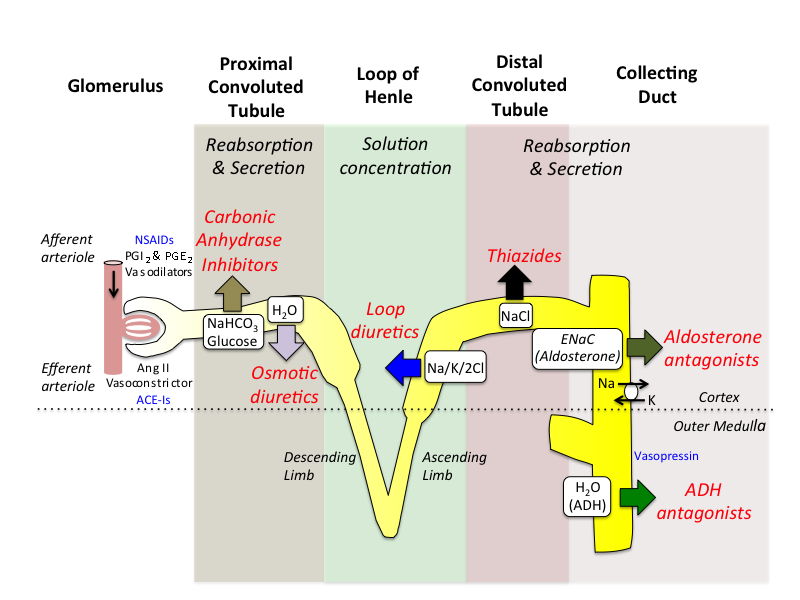 Glomerulus
Proximal
Convoluted
Tubule
Loop of
Henle
Distal
Convoluted
Tubule
Collecting
Duct
Reabsorption
& Secretion
Solution
concentration
Reabsorption
& Secretion
Carbonic
Anhydrase
Inhibitors
Afferent
arteriole
NSAIDs
PGI2 & PGE2
Vasodilators
NaHCO3
Glucose
H2O
Osmotic
diuretics
Loop
diuretics
Na/K/2Cl
Thiazides
NaCl
ENaC
(Aldosterone)
Aldosterone
antagonists
Efferent
arteriole
Ang II
Vasoconstrictor
ACE-Is
Na
K
Cortex
Outer Medulla
Descending
Limb
Ascending
Limb
Vasopressin
H2O
(ADH)
ADH
antagonists